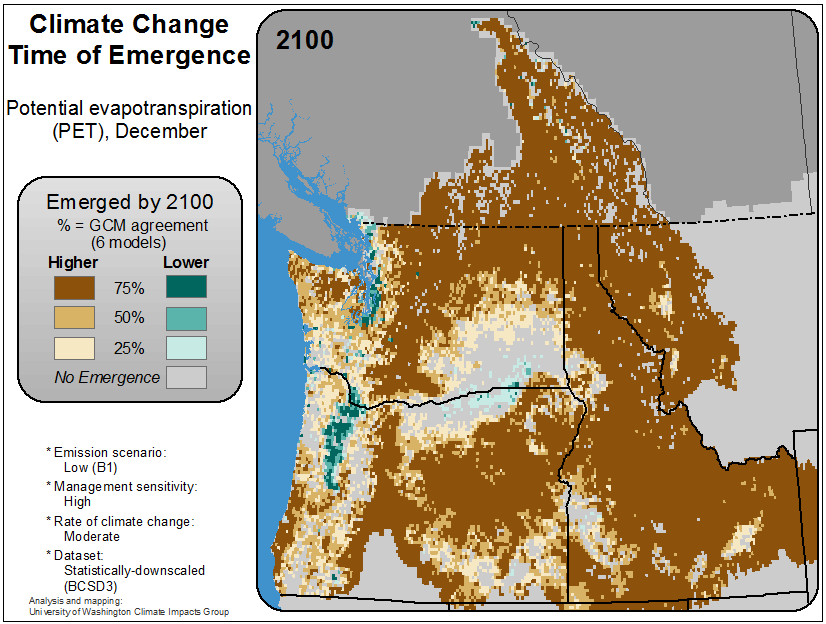 Climate Change
Time of Emergence
Potential evapotranspiration
(PET), December
Emerged by 2100
% = GCM agreement
(6 models)
Higher Lower
75%
50%
25%
No Emergence
* Emission scenario:
Low (B1)
* Management sensitivity:
High
* Rate of climate change:
Moderate
* Dataset:
Statistically-downscaled
(BCSD3)
Analysis and mapping:
University of Washington Climate Impacts Group
2100